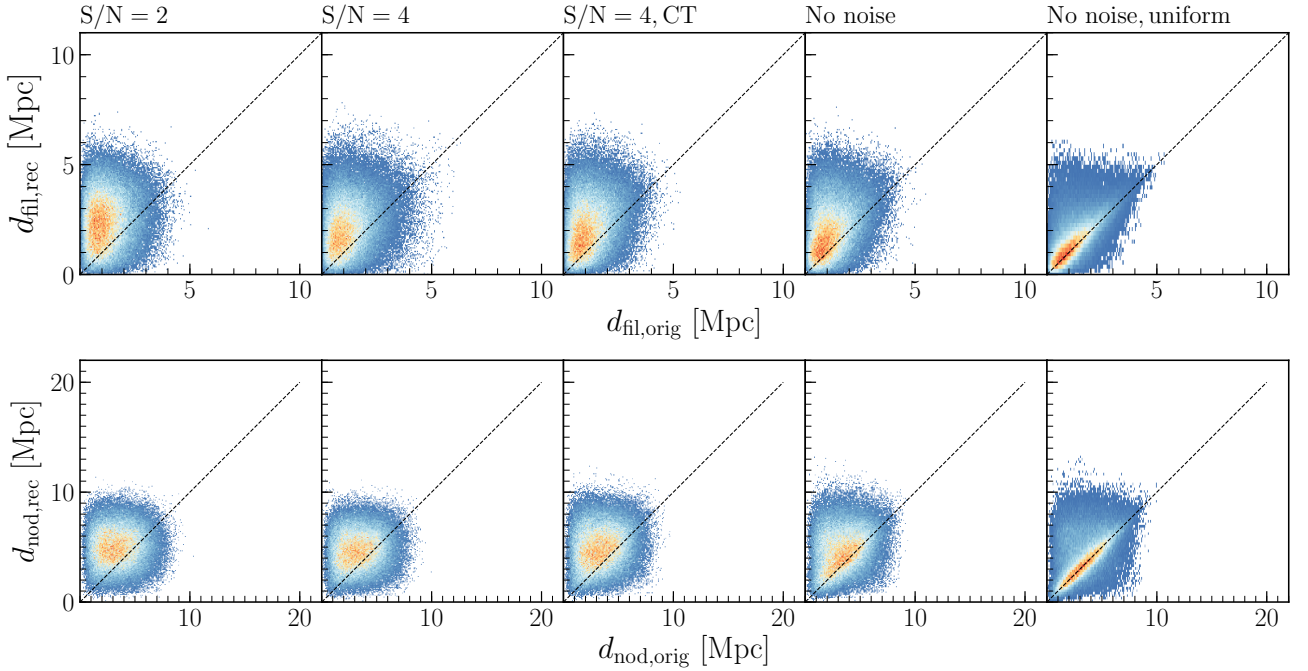 S/N = 2 S/N = 4 S/N = 4, CT No noise No noise, uniform
10
5
0
d_fil,rec [Mpc]
5 10 5 10 5 10 5 10 5 10
d_fil,orig [Mpc]
20
10
0
d_nod,rec [Mpc]
10 20 10 20 10 20 10 20 10 20
d_nod,orig [Mpc]